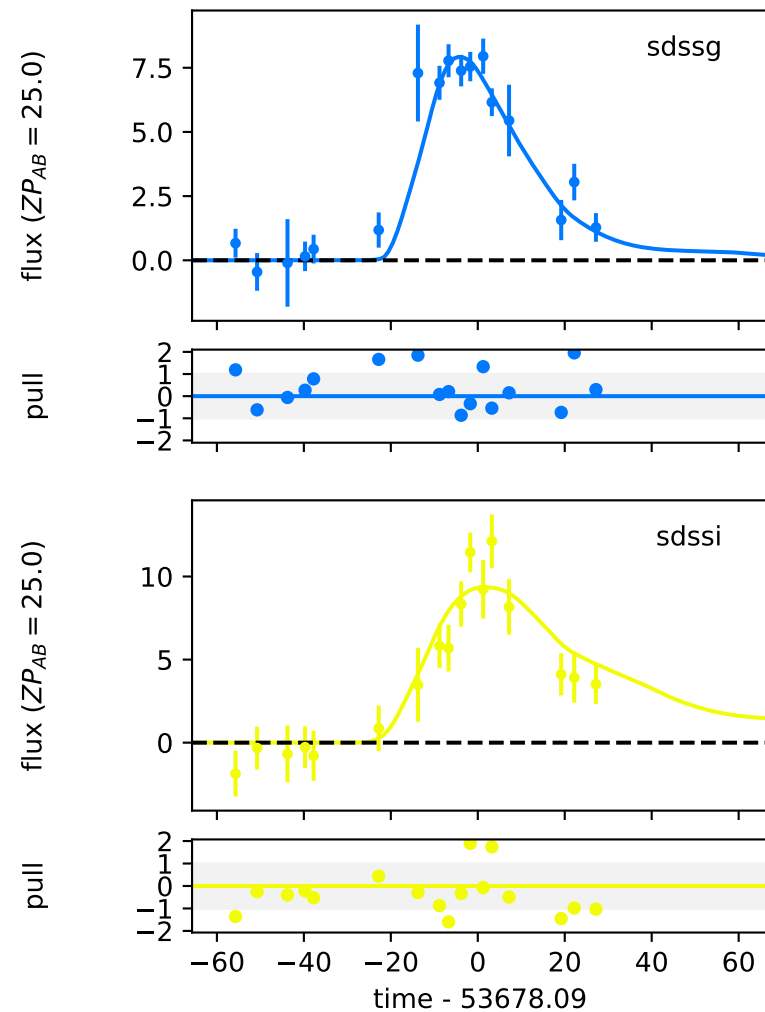 sdssg
flux ($ZP_{AB}$ = 25.0)
7.5
5.0
2.5
0.0
pull
2
1
0
−1
−2
sdssi
flux ($ZP_{AB}$ = 25.0)
10
5
0
pull
2
1
0
−1
−2
−60 −40 −20 0 20 40 60
time - 53678.09